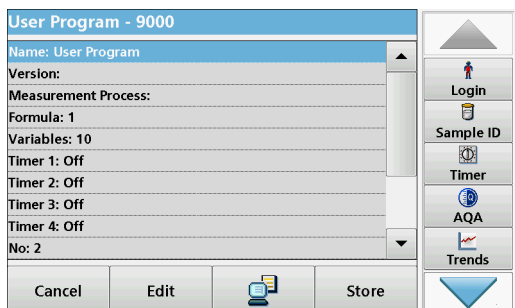 User Program - 9000
Name: User Program
Version:
Measurement Process:
Formula: 1
Variables: 10
Timer 1: Off
Timer 2: Off
Timer 3: Off
Timer 4: Off
No: 2
Cancel
Edit
Store
Login
Sample ID
Timer
AQA
Trends